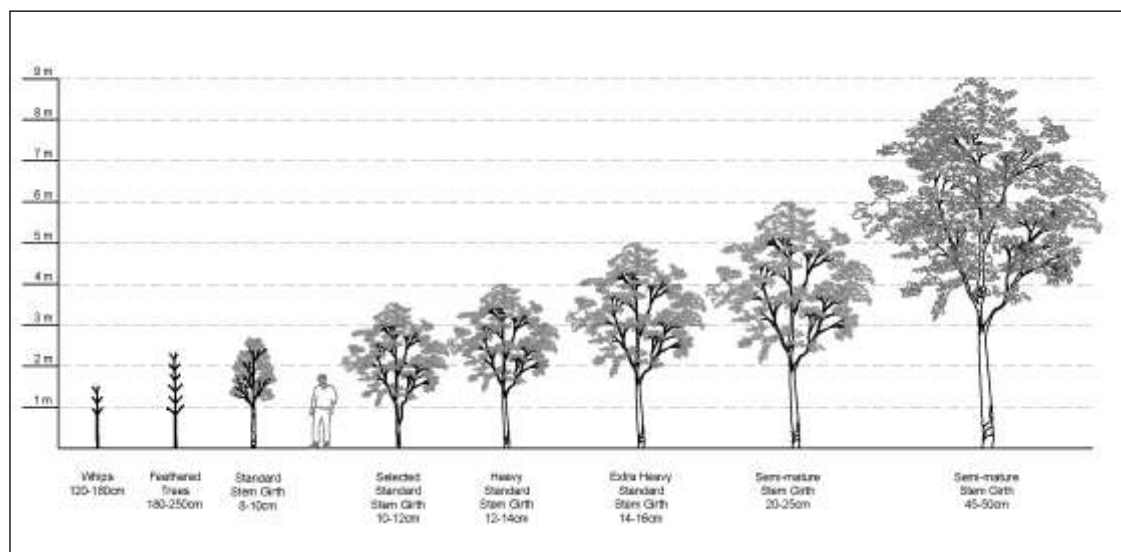 9 m
8 m
7 m
6 m
5 m
4 m
3 m
2 m
1 m
Whips
120-180cm
Feathered
Trees
180-250cm
Standard
Stem Girth
8-10cm
Selected
Standard
Stem Girth
10-12cm
Heavy
Standard
Stem Girth
12-14cm
Extra Heavy
Standard
Stem Girth
14-16cm
Semi-mature
Stem Girth
20-25cm
Semi-mature
Stem Girth
45-50cm